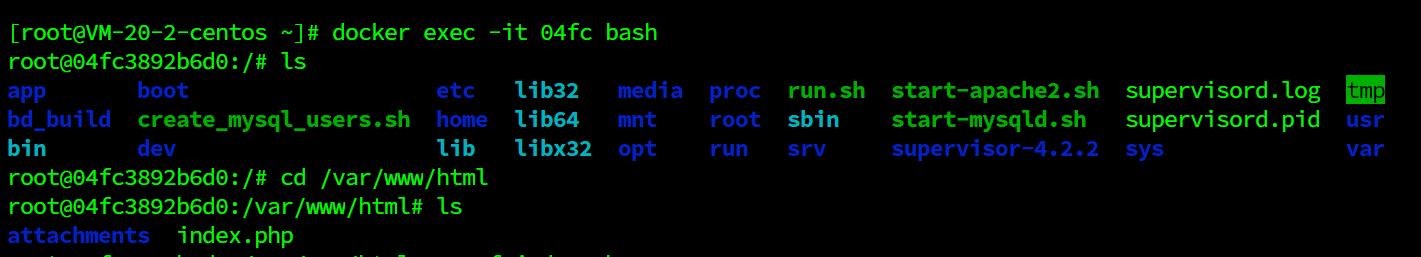 [root@VM-20-2-centos ~]# docker exec -it 04fc bash
root@04fc3892b6d0:/# ls
app boot etc lib32 media proc run.sh start-apache2.sh supervisord.log tmp
bd_build create_mysql_users.sh home lib64 mnt root sbin start-mysqld.sh supervisord.pid usr
bin dev lib libx32 opt run srv supervisor-4.2.2 sys var
root@04fc3892b6d0:/# cd /var/www/html
root@04fc3892b6d0:/var/www/html# ls
attachments index.php